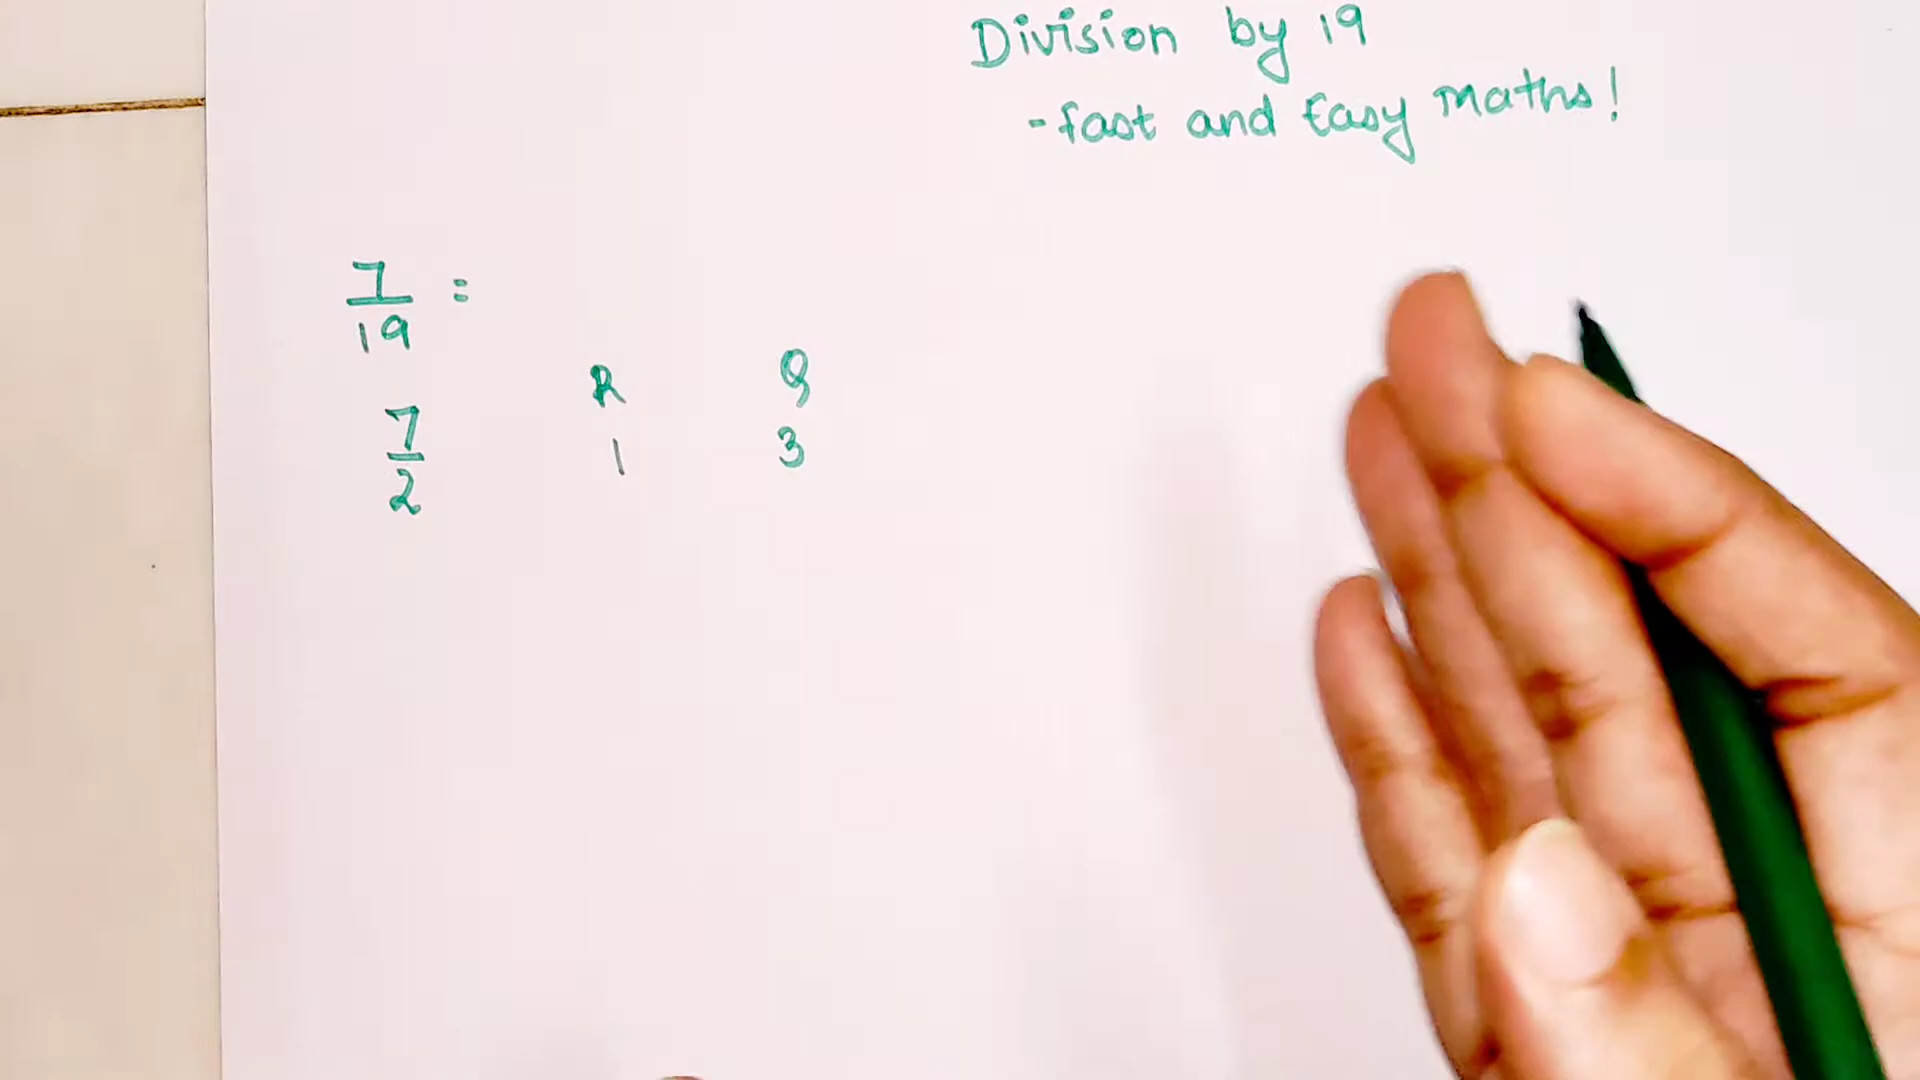 Division by 19
- fast and Easy maths!
7
19 =
R Q
7
2 1 3